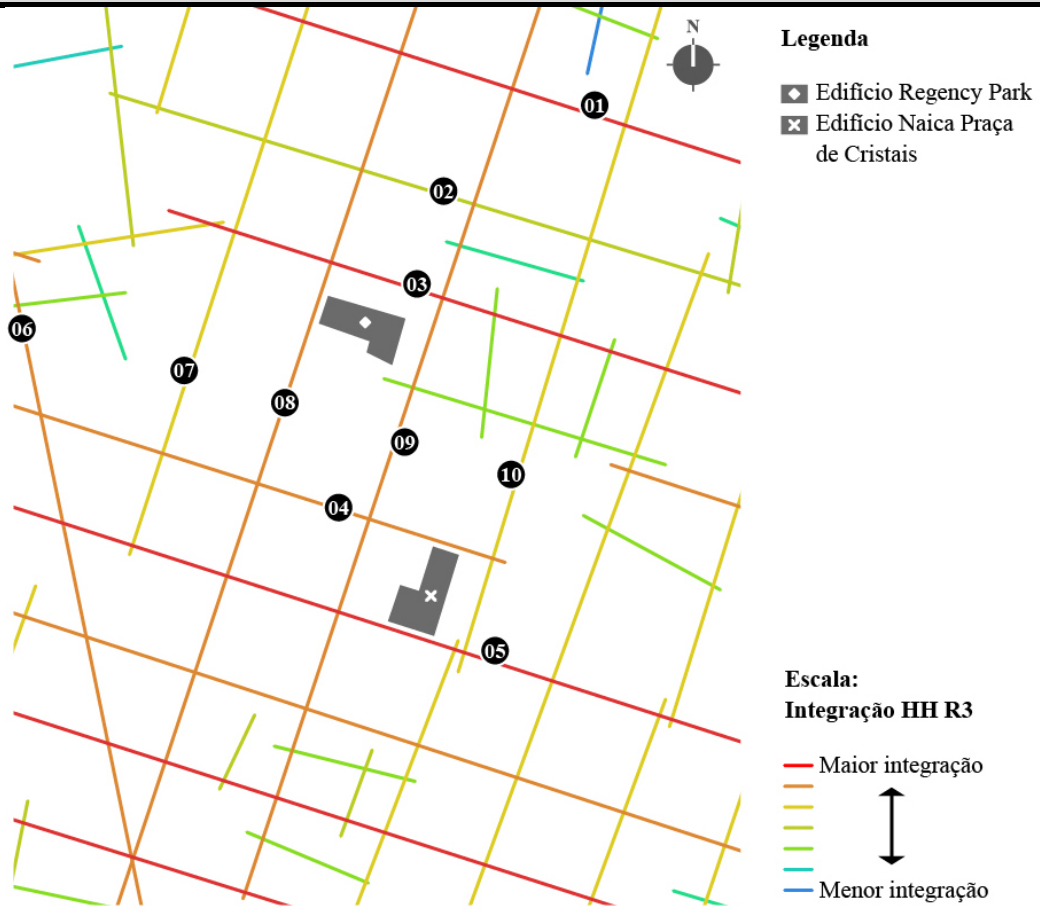 N
Legenda
Edifício Regency Park
Edifício Naica Praça
de Cristais
01
02
03
06
07
08
09
10
04
05
Escala:
Integração HH R3
Maior integração
Menor integração